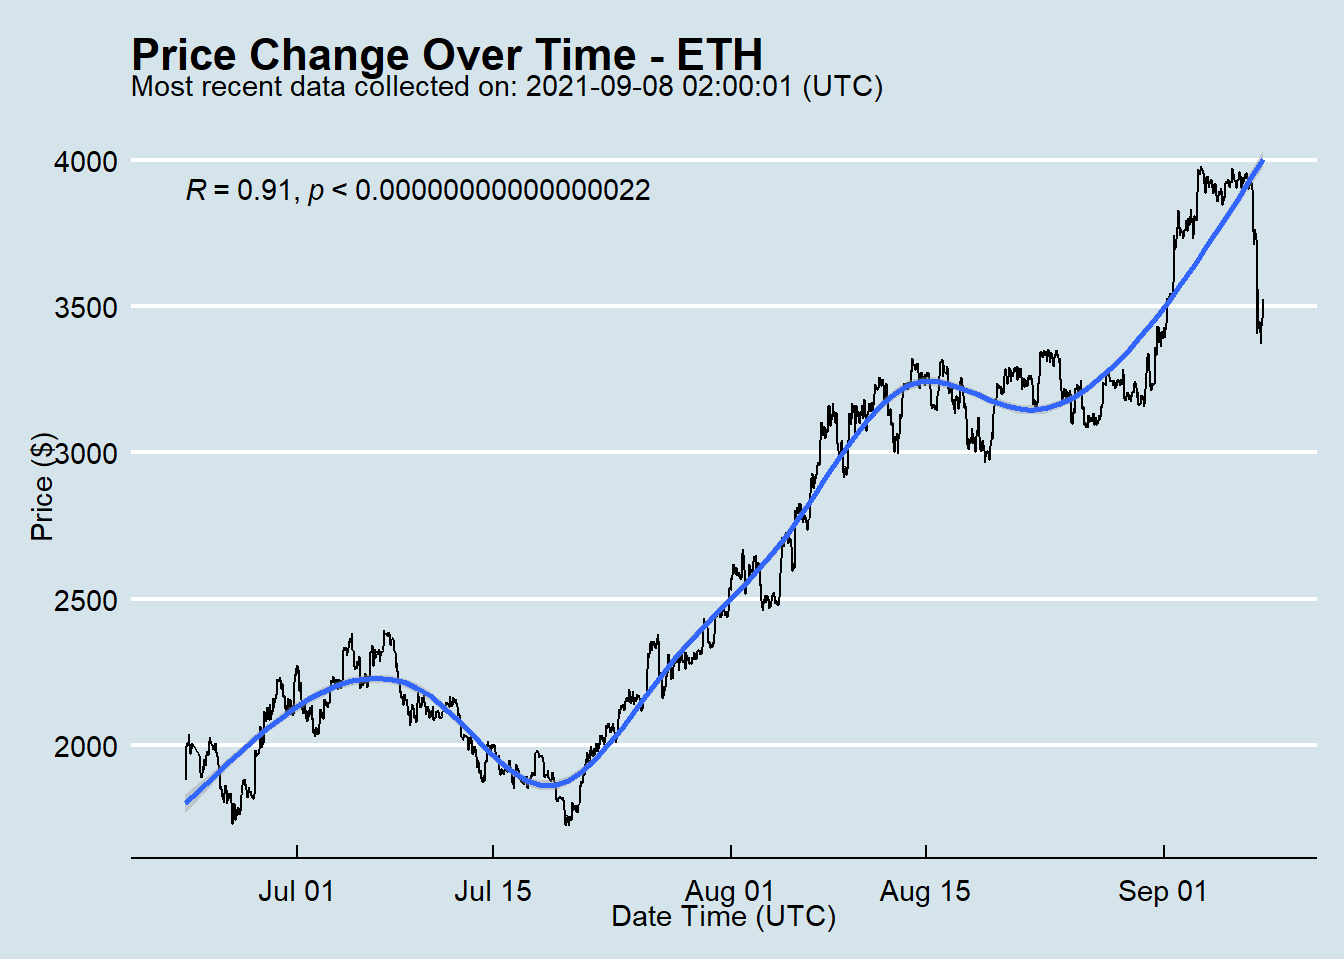 Price Change Over Time - ETH
Most recent data collected on: 2021-09-08 02:00:01 (UTC)
R = 0.91, p < 0.00000000000000022
4000
3500
3000
2500
2000
Price ($)
Jul 01
Jul 15
Aug 01
Aug 15
Sep 01
Date Time (UTC)